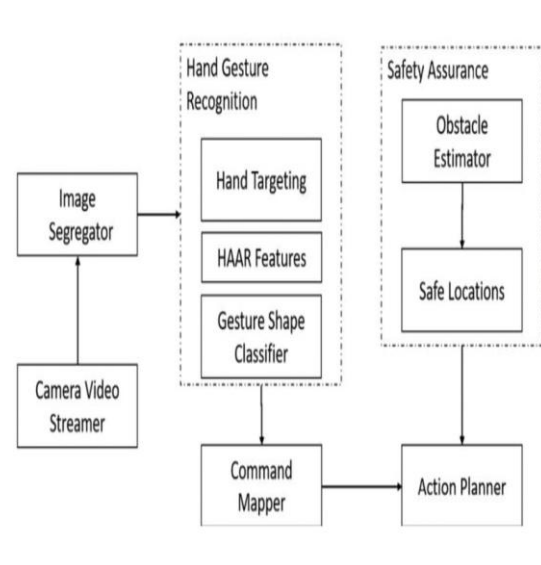 Hand Gesture
Recognition
Hand Targeting
HAAR Features
Gesture Shape
Classifier
Safety Assurance
Obstacle
Estimator
Safe Locations
Image
Segregator
Camera Video
Streamer
Command
Mapper
Action Planner